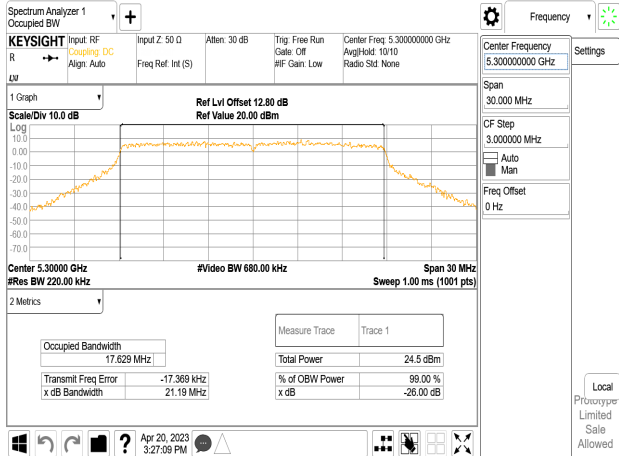 Spectrum Analyzer 1
Occupied BW
Frequency
KEYSIGHT
R
LXI
Input: RF
Coupling: DC
Align: Auto
Input Z: 50 Ω
Freq Ref: Int (S)
Atten: 30 dB
Trig: Free Run
Gate: Off
#IF Gain: Low
Center Freq: 5.300000000 GHz
Avg|Hold: 10/10
Radio Std: None
Center Frequency
5.300000000 GHz
Settings
Span
30.000 MHz
CF Step
3.000000 MHz
Auto
Man
Freq Offset
0 Hz
1 Graph
Ref Lvl Offset 12.80 dB
Scale/Div 10.0 dB
Ref Value 20.00 dBm
Log
10.0
0.00
-10.0
-20.0
-30.0
-40.0
-50.0
-60.0
-70.0
Center 5.30000 GHz
#Video BW 680.00 kHz
Span 30 MHz
#Res BW 220.00 kHz
Sweep 1.00 ms (1001 pts)
2 Metrics
Measure Trace
Trace 1
Occupied Bandwidth
17.629 MHz
Total Power
24.5 dBm
Transmit Freq Error
-17.369 kHz
% of OBW Power
99.00 %
x dB Bandwidth
21.19 MHz
x dB
-26.00 dB
Local
Prototype
Limited
Sale
Allowed
?
Apr 20, 2023
3:27:09 PM